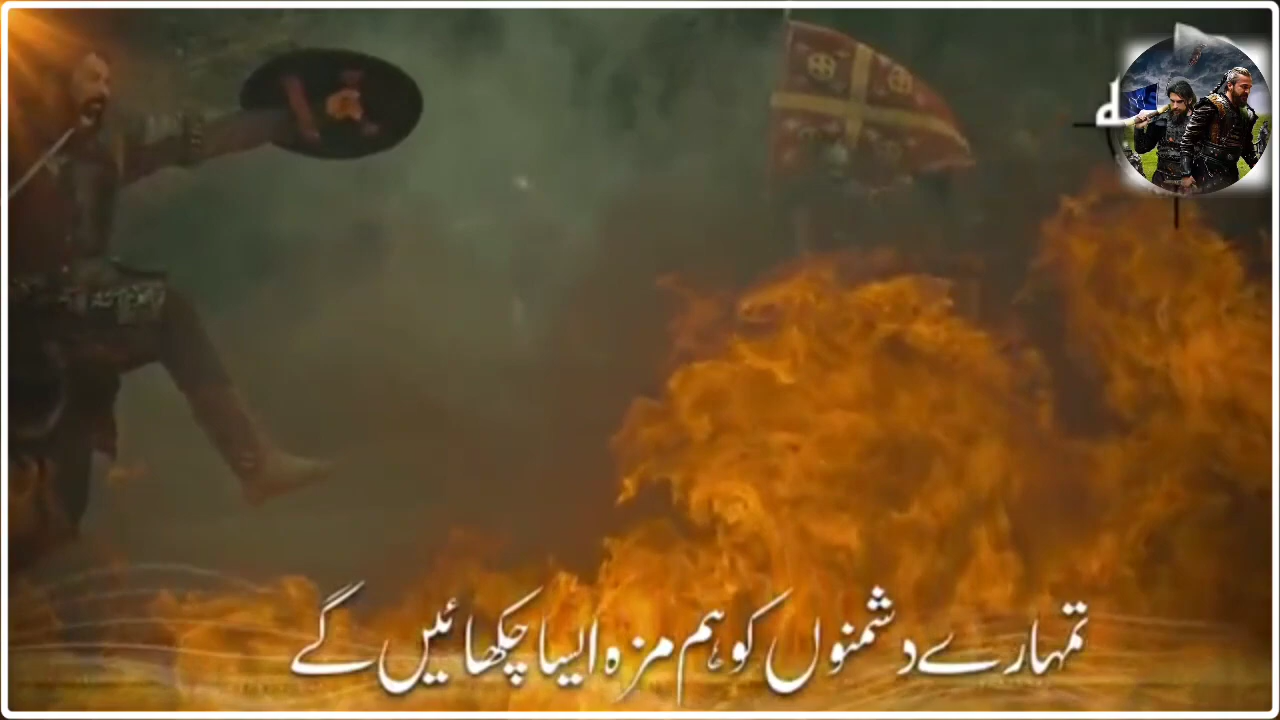 تمہارے دشمنوں کو ہم مزہ ایسا چکھائیں گے